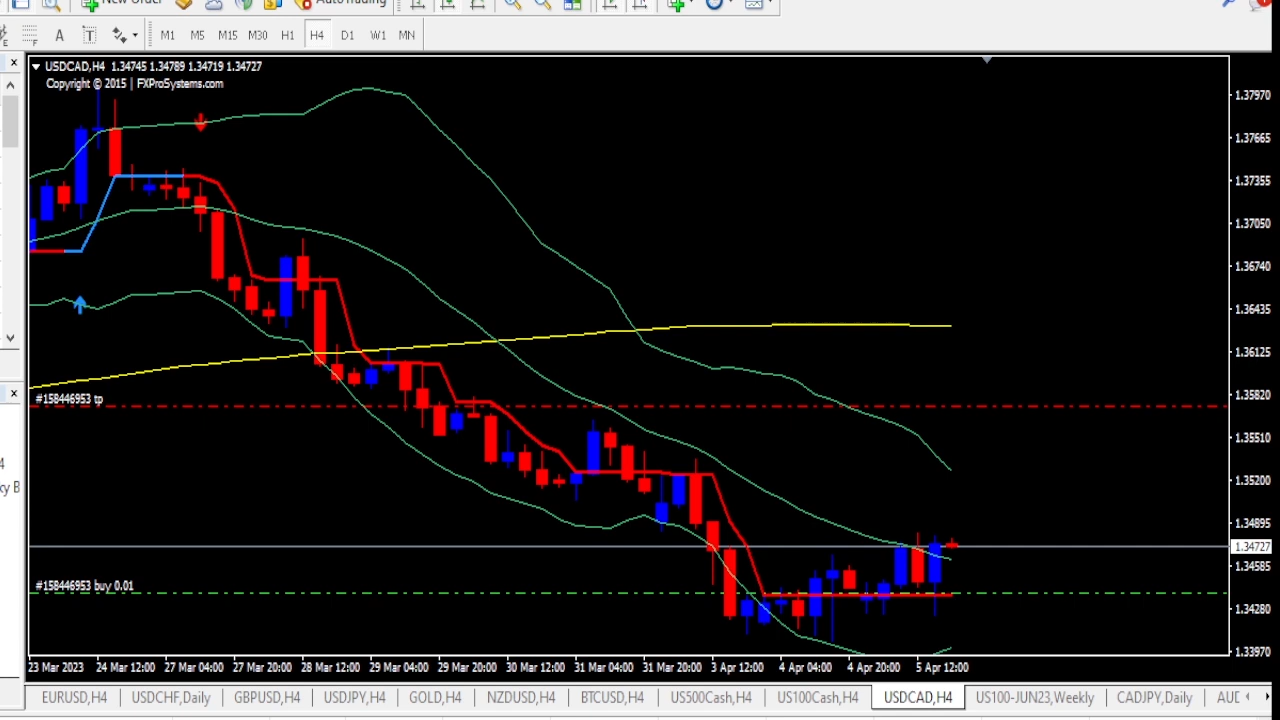 New Order
AutoTrading
A T M1 M5 M15 M30 H1 H4 D1 W1 MN
USDCAD,H4 1.34745 1.34789 1.34719 1.34727
Copyright © 2015 | FXProSystems.com
1.37970
1.37665
1.37355
1.37050
1.36740
1.36435
1.36125
#158446953 tp
1.35820
1.35510
1.35200
1.34895
1.34727
1.34585
#158446953 buy 0.01
1.34280
1.33970
23 Mar 2023 24 Mar 12:00 27 Mar 04:00 27 Mar 20:00 28 Mar 12:00 29 Mar 04:00 29 Mar 20:00 30 Mar 12:00 31 Mar 04:00 31 Mar 20:00 3 Apr 12:00 4 Apr 04:00 4 Apr 20:00 5 Apr 12:00
EURUSD,H4 USDCHF,Daily GBPUSD,H4 USDJPY,H4 GOLD,H4 NZDUSD,H4 BTCUSD,H4 US500Cash,H4 US100Cash,H4 USDCAD,H4 US100-JUN23,Weekly CADJPY,Daily AUD